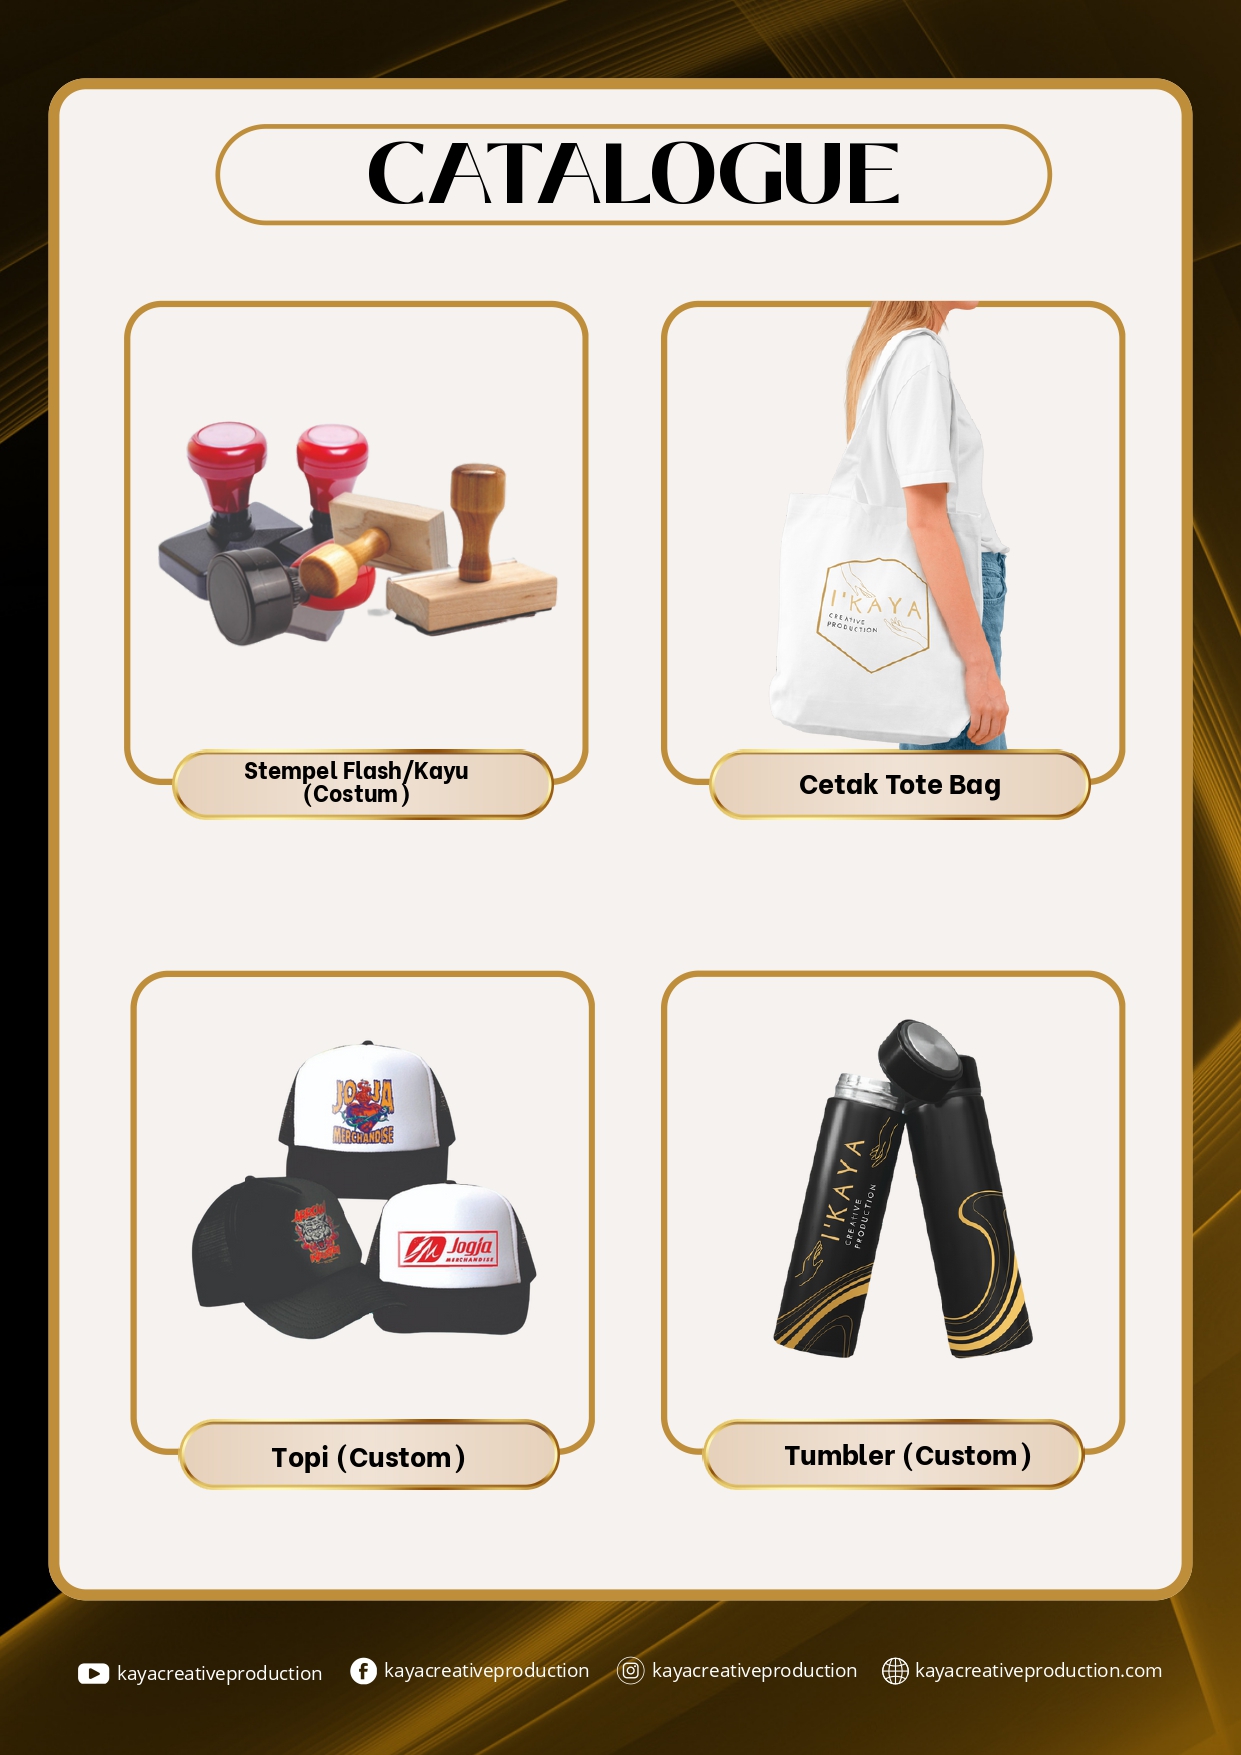 CATALOGUE
I'KAYA
CREATIVE
PRODUCTION
Stempel Flash/Kayu
(Costum)
Cetak Tote Bag
JOGJA
MERCHANDISE
Jogja
MERCHANDISE
I'KAYA
CREATIVE
PRODUCTION
Topi (Custom)
Tumbler (Custom)
kayacreativeproduction
kayacreativeproduction
kayacreativeproduction
kayacreativeproduction.com